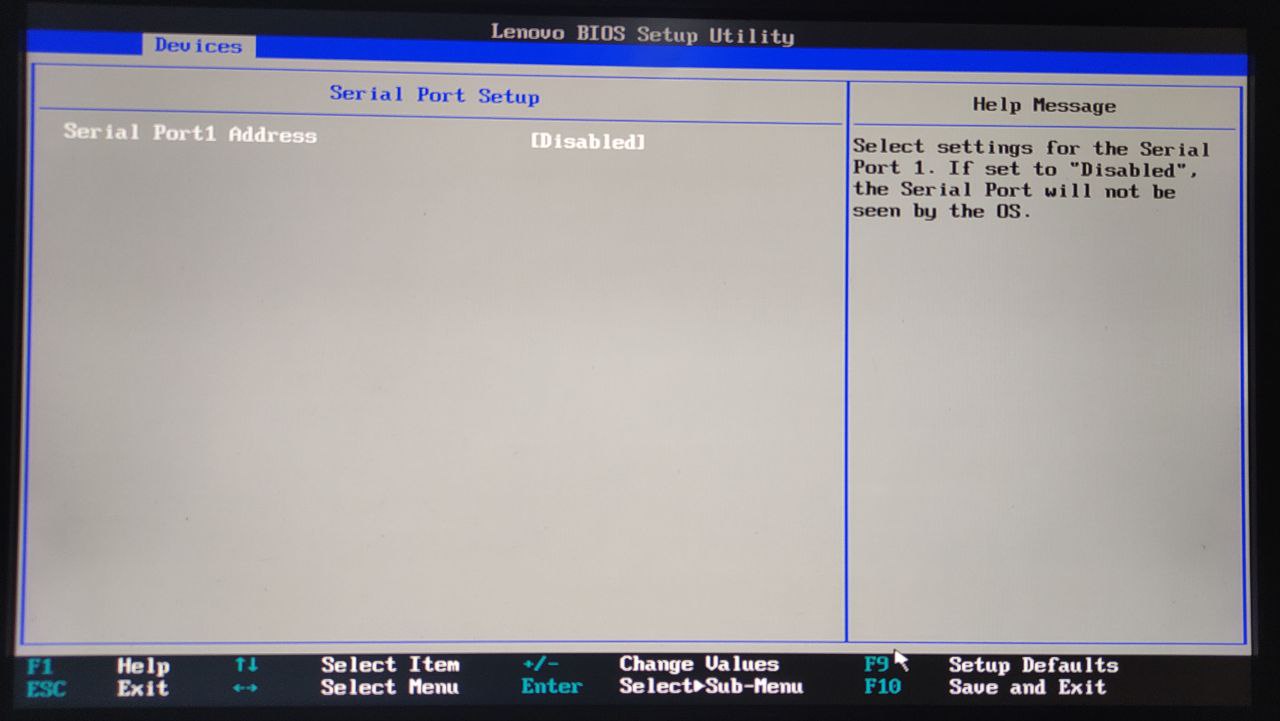 Lenovo BIOS Setup Utility
Devices
Serial Port Setup
Serial Port1 Address [Disabled]
Help Message
Select settings for the Serial
Port 1. If set to "Disabled",
the Serial Port will not be
seen by the OS.
F1 Help ↑↓ Select Item +/- Change Values F9 Setup Defaults
ESC Exit ←→ Select Menu Enter Select▶Sub-Menu F10 Save and Exit